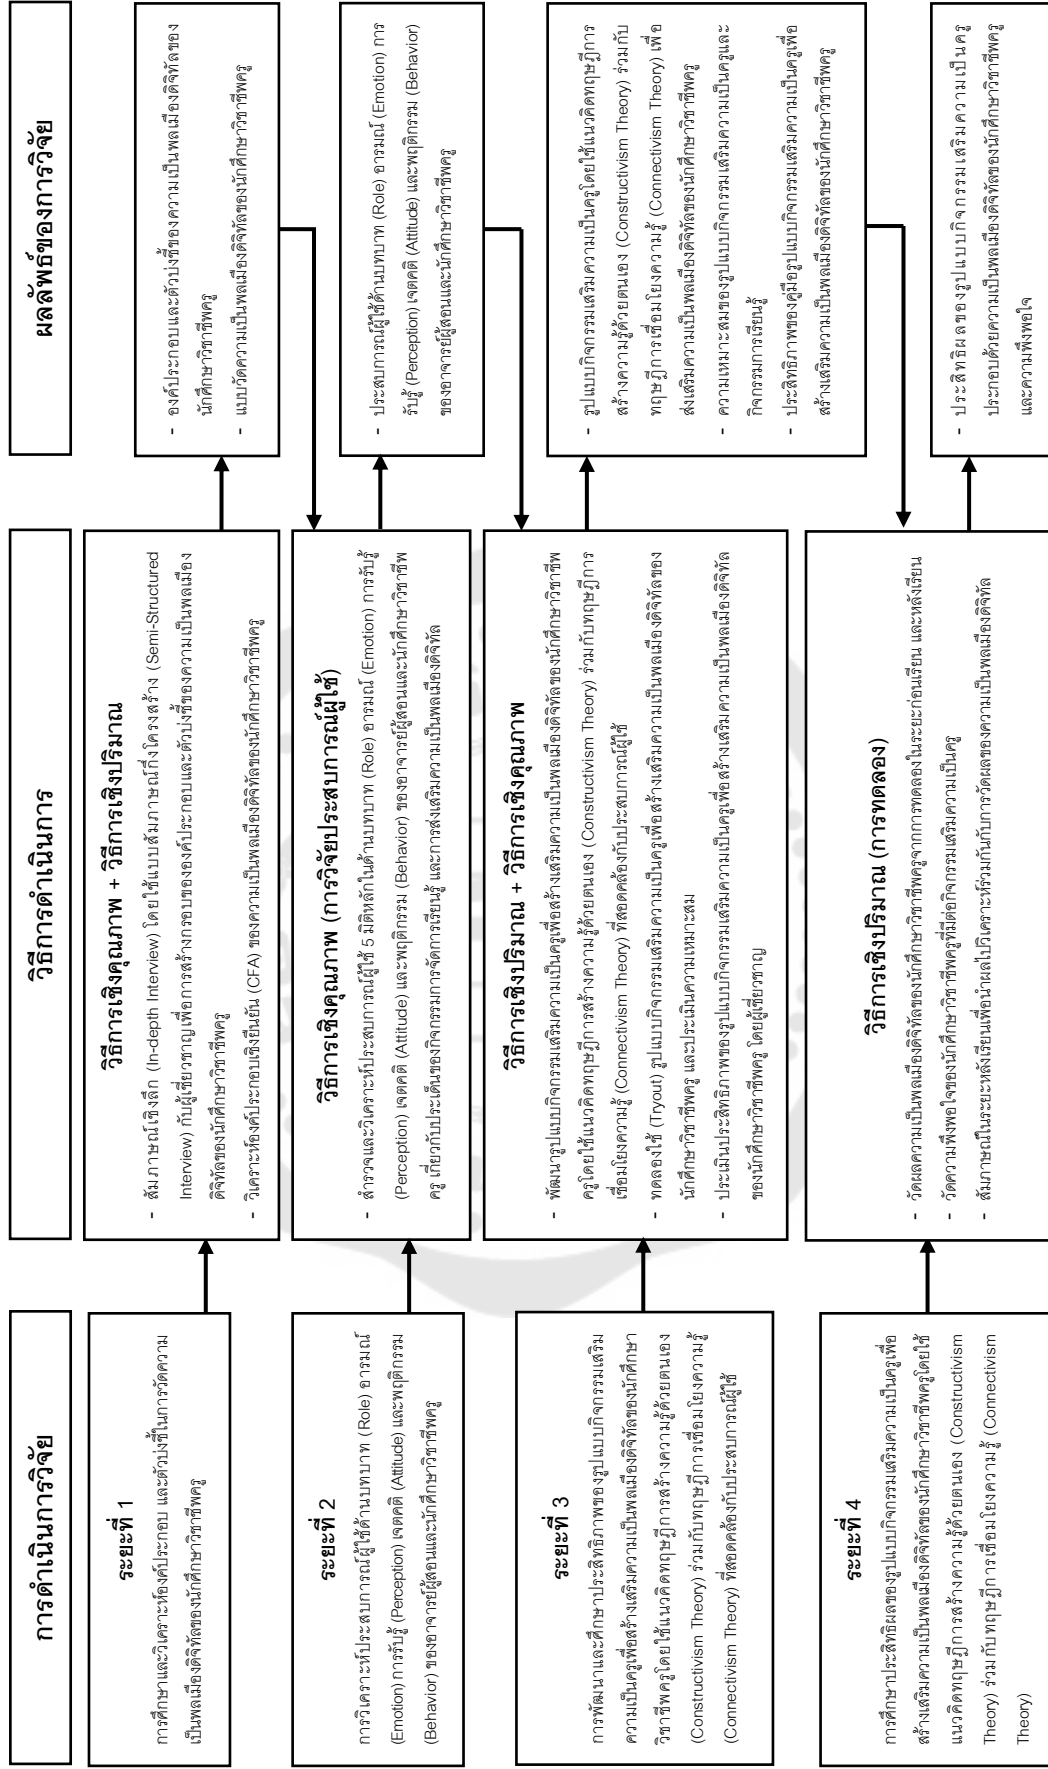 การดำเนินการวิจัย
วิธีการดำเนินการ
ผลลัพธ์ของการวิจัย
ระยะที่ 1
การศึกษาและวิเคราะห์องค์ประกอบ และตัวบ่งชี้ในการวัดความ
เป็นพลเมืองดิจิทัลของนักศึกษาวิชาชีพครู
วิธีการเชิงคุณภาพ + วิธีการเชิงปริมาณ
- สัมภาษณ์เชิงลึก (In-depth Interview) โดยใช้แบบสัมภาษณ์กึ่งโครงสร้าง (Semi-Structured
Interview) กับผู้เชี่ยวชาญเพื่อการสร้างกรอบขององค์ประกอบและตัวบ่งชี้ของความเป็นพลเมือง
ดิจิทัลของนักศึกษาวิชาชีพครู
- วิเคราะห์องค์ประกอบเชิงยืนยัน (CFA) ของความเป็นพลเมืองดิจิทัลของนักศึกษาวิชาชีพครู
- องค์ประกอบและตัวบ่งชี้ของความเป็นพลเมืองดิจิทัลของ
นักศึกษาวิชาชีพครู
- แบบวัดความเป็นพลเมืองดิจิทัลของนักศึกษาวิชาชีพครู
ระยะที่ 2
การวิเคราะห์ประสบการณ์ผู้ใช้ด้านบทบาท (Role) อารมณ์
(Emotion) การรับรู้ (Perception) เจตคติ (Attitude) และพฤติกรรม
(Behavior) ของอาจารย์ผู้สอนและนักศึกษาวิชาชีพครู
วิธีการเชิงคุณภาพ (การวิจัยประสบการณ์ผู้ใช้)
- สำรวจและวิเคราะห์ประสบการณ์ผู้ใช้ 5 มิติหลักในด้านบทบาท (Role) อารมณ์ (Emotion) การรับรู้
(Perception) เจตคติ (Attitude) และพฤติกรรม (Behavior) ของอาจารย์ผู้สอนและนักศึกษาวิชาชีพ
ครู เกี่ยวกับประเด็นของกิจกรรมการจัดการเรียนรู้ และการส่งเสริมความเป็นพลเมืองดิจิทัล
- ประสบการณ์ผู้ใช้ด้านบทบาท (Role) อารมณ์ (Emotion) การ
รับรู้ (Perception) เจตคติ (Attitude) และพฤติกรรม (Behavior)
ของอาจารย์ผู้สอนและนักศึกษาวิชาชีพครู
ระยะที่ 3
การพัฒนาและศึกษาประสิทธิภาพของรูปแบบกิจกรรมเสริม
ความเป็นครูเพื่อสร้างเสริมความเป็นพลเมืองดิจิทัลของนักศึกษา
วิชาชีพครูโดยใช้แนวคิดทฤษฎีการสร้างความรู้ด้วยตนเอง
(Constructivism Theory) ร่วมกับทฤษฎีการเชื่อมโยงความรู้
(Connectivism Theory) ที่สอดคล้องกับประสบการณ์ผู้ใช้
วิธีการเชิงปริมาณ + วิธีการเชิงคุณภาพ
- พัฒนารูปแบบกิจกรรมเสริมความเป็นครูเพื่อสร้างเสริมความเป็นพลเมืองดิจิทัลของนักศึกษาวิชาชีพ
ครูโดยใช้แนวคิดทฤษฎีการสร้างความรู้ด้วยตนเอง (Constructivism Theory) ร่วมกับทฤษฎีการ
เชื่อมโยงความรู้ (Connectivism Theory) ที่สอดคล้องกับประสบการณ์ผู้ใช้
- ทดลองใช้ (Tryout) รูปแบบกิจกรรมเสริมความเป็นครูเพื่อสร้างเสริมความเป็นพลเมืองดิจิทัลของ
นักศึกษาวิชาชีพครู และประเมินความเหมาะสม
- ประเมินประสิทธิภาพของรูปแบบกิจกรรมเสริมความเป็นครูเพื่อสร้างเสริมความเป็นพลเมืองดิจิทัล
ของนักศึกษาวิชาชีพครู โดยผู้เชี่ยวชาญ
- รูปแบบกิจกรรมเสริมความเป็นครูโดยใช้แนวคิดทฤษฎีการ
สร้างความรู้ด้วยตนเอง (Constructivism Theory) ร่วมกับ
ทฤษฎีการเชื่อมโยงความรู้ (Connectivism Theory) เพื่อ
ส่งเสริมความเป็นพลเมืองดิจิทัลของนักศึกษาวิชาชีพครู
- ความเหมาะสมของรูปแบบกิจกรรมเสริมความเป็นครูและ
กิจกรรมการเรียนรู้
- ประสิทธิภาพของคู่มือรูปแบบกิจกรรมเสริมความเป็นครูเพื่อ
สร้างเสริมความเป็นพลเมืองดิจิทัลของนักศึกษาวิชาชีพครู
ระยะที่ 4
การศึกษาประสิทธิผลของรูปแบบกิจกรรมเสริมความเป็นครูเพื่อ
สร้างเสริมความเป็นพลเมืองดิจิทัลของนักศึกษาวิชาชีพครูโดยใช้
แนวคิดทฤษฎีการสร้างความรู้ด้วยตนเอง (Constructivism
Theory) ร่วมกับทฤษฎีการเชื่อมโยงความรู้ (Connectivism
Theory)
วิธีการเชิงปริมาณ (การทดลอง)
- วัดผลความเป็นพลเมืองดิจิทัลของนักศึกษาวิชาชีพครูจากการทดลองในระยะก่อนเรียน และหลังเรียน
- วัดความพึงพอใจของนักศึกษาวิชาชีพครูที่มีต่อกิจกรรมเสริมความเป็นครู
- สัมภาษณ์ในระยะหลังเรียนเพื่อนำผลไปวิเคราะห์ร่วมกันกับการวัดผลของความเป็นพลเมืองดิจิทัล
- ประสิทธิผลของรูปแบบกิจกรรมเสริมความเป็นครู
ประกอบด้วยความเป็นพลเมืองดิจิทัลของนักศึกษาวิชาชีพครู
และความพึงพอใจ